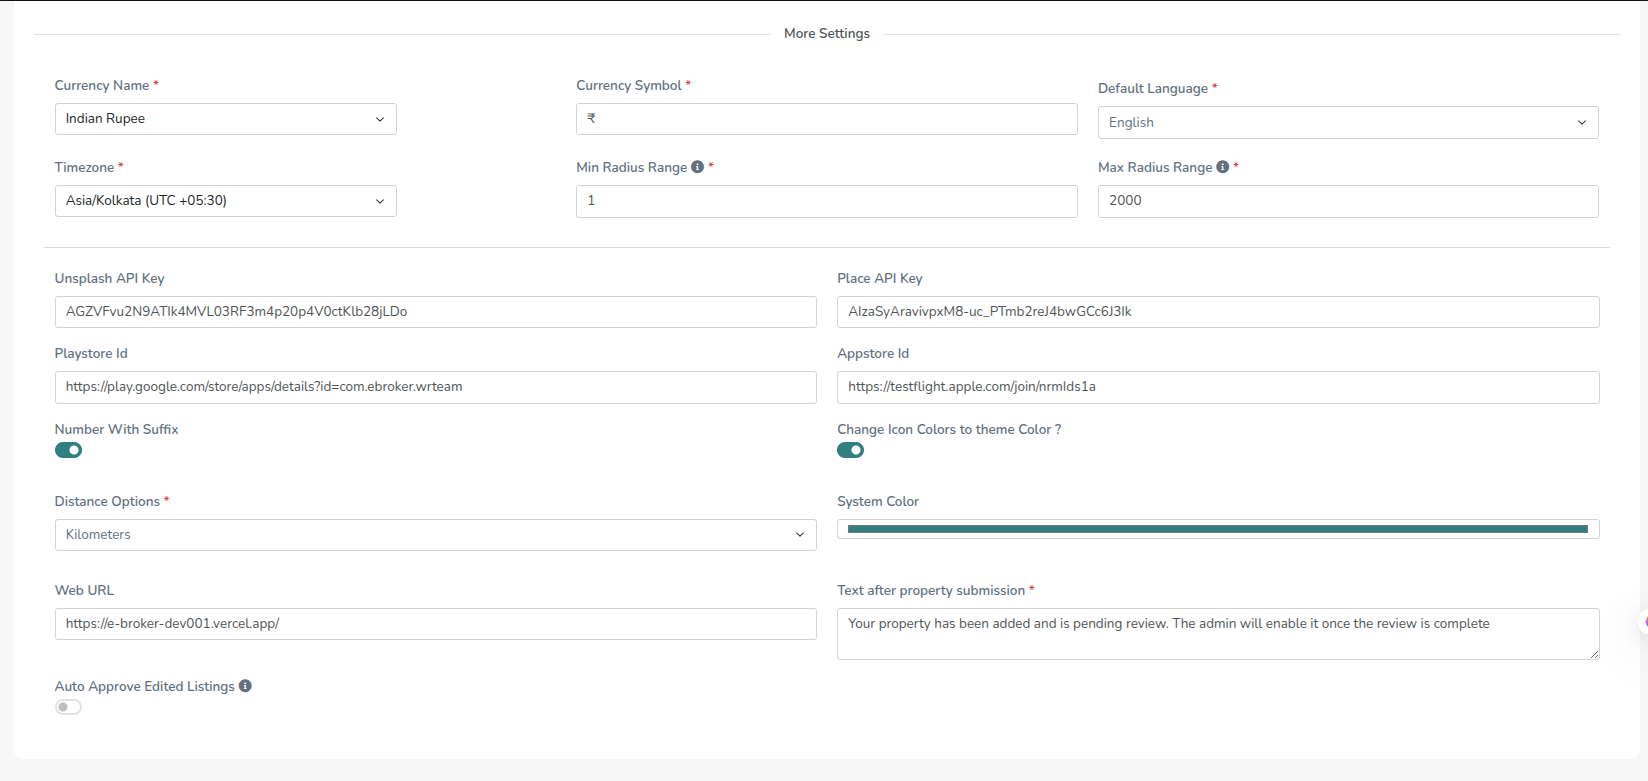 More Settings
Currency Name *
Currency Symbol *
Default Language *
Indian Rupee
₹
English
Timezone *
Min Radius Range *
Max Radius Range *
Asia/Kolkata (UTC +05:30)
1
2000
Unsplash API Key
Place API Key
AGZVFvu2N9ATIk4MVL03RF3m4p20p4V0ctKlb28jLDo
AIzaSyAravivpxM8-uc_PTmb2reJ4bwGCc6J3Ik
Playstore Id
Appstore Id
https://play.google.com/store/apps/details?id=com.ebroker.wrteam
https://testflight.apple.com/join/nrmIds1a
Number With Suffix
Change Icon Colors to theme Color ?
Distance Options *
System Color
Kilometers
Web URL
Text after property submission *
https://e-broker-dev001.vercel.app/
Your property has been added and is pending review. The admin will enable it once the review is complete
Auto Approve Edited Listings